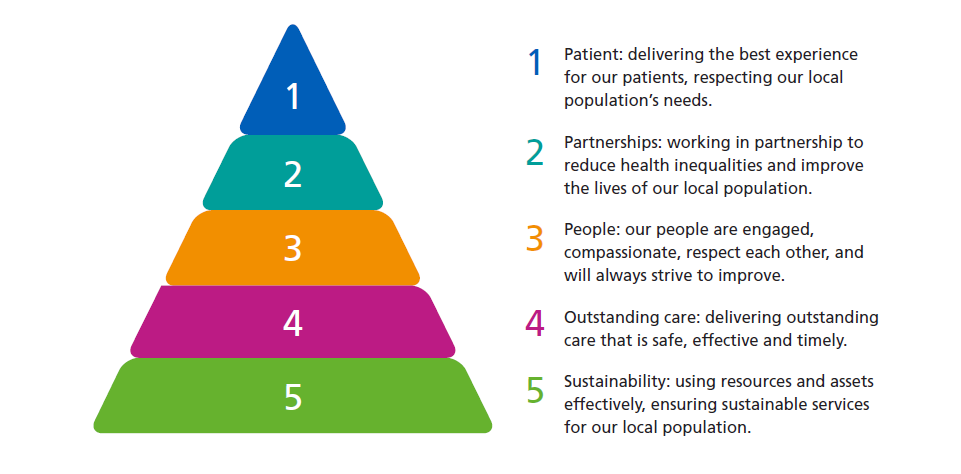 1
2
3
4
5
1 Patient: delivering the best experience
for our patients, respecting our local
population’s needs.
2 Partnerships: working in partnership to
reduce health inequalities and improve
the lives of our local population.
3 People: our people are engaged,
compassionate, respect each other, and
will always strive to improve.
4 Outstanding care: delivering outstanding
care that is safe, effective and timely.
5 Sustainability: using resources and assets
effectively, ensuring sustainable services
for our local population.